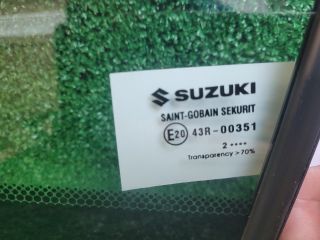 SUZUKI
SAINT-GOBAIN SEKURIT
E20 43R-00351
2 ••••
Transparency >70%